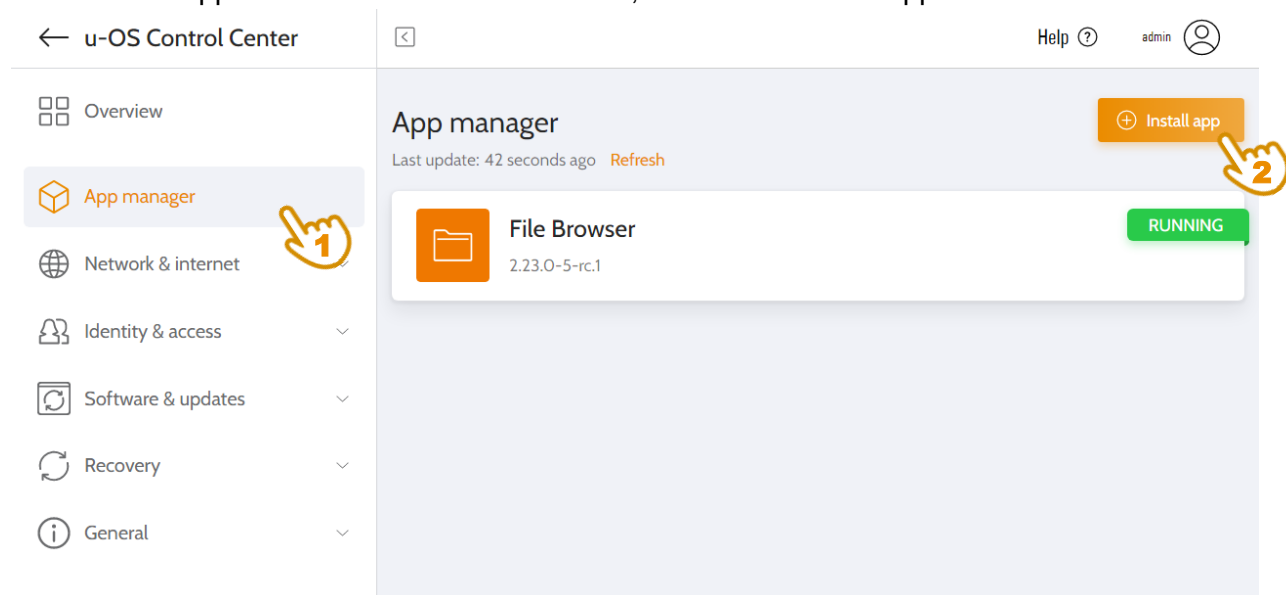 u-OS Control Center
Help ?
admin
Overview
App manager
Network & internet
Identity & access
Software & updates
Recovery
General
1
App manager
Last update: 42 seconds ago Refresh
Install app
2
File Browser
2.23.0-5-rc.1
RUNNING